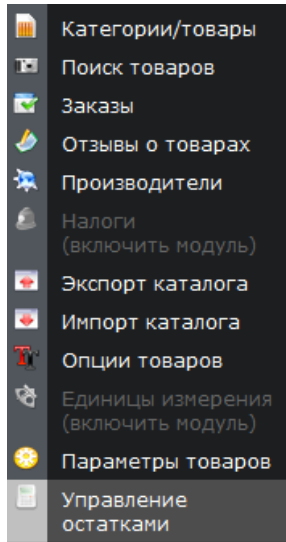 Категории/товары
Поиск товаров
Заказы
Отзывы о товарах
Производители
Налоги
(включить модуль)
Экспорт каталога
Импорт каталога
Опции товаров
Единицы измерения
(включить модуль)
Параметры товаров
Управление
остатками